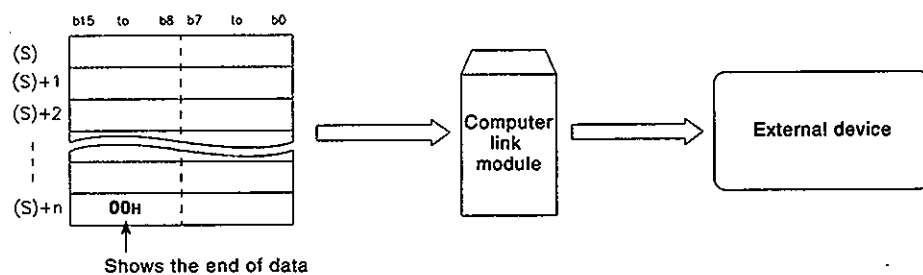 b15 to b8 b7 to b0
(S)
(S)+1
(S)+2
(S)+n
00H
Shows the end of data
Computer
link
module
External device